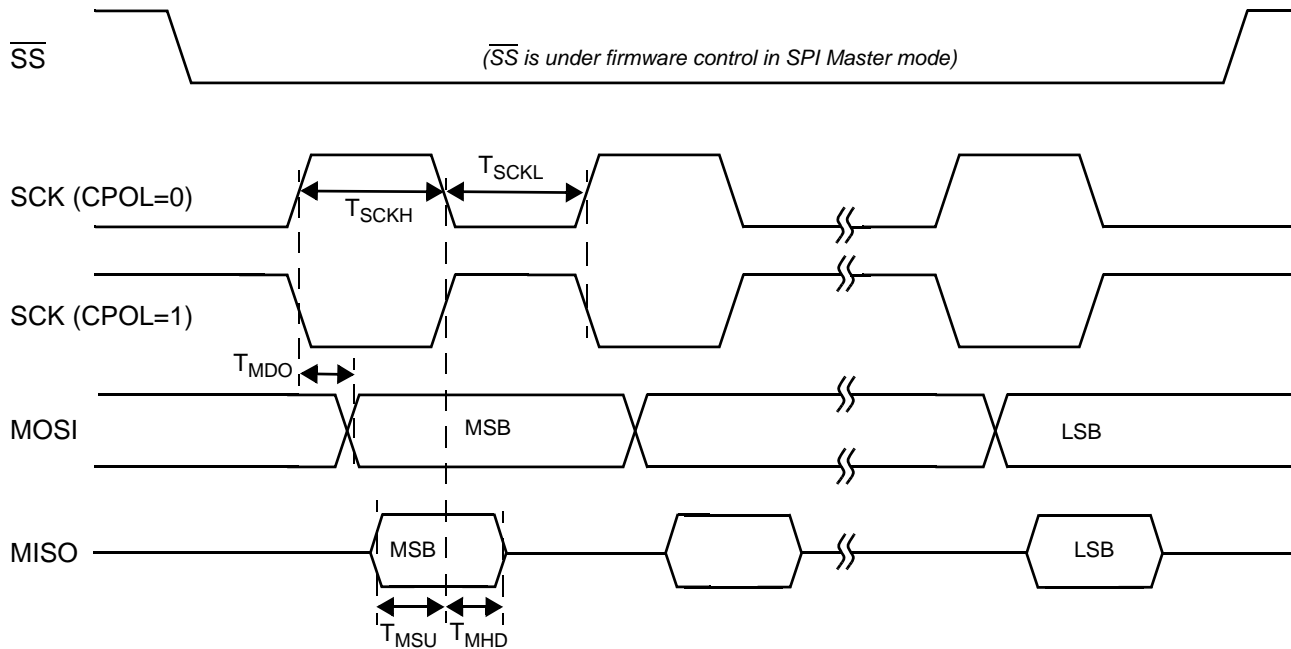 SS
(SS is under firmware control in SPI Master mode)
SCK (CPOL=0)
TSCKH
TSCKL
SCK (CPOL=1)
TMDO
MOSI
MSB
LSB
MISO
MSB
LSB
TMSU
TMHD